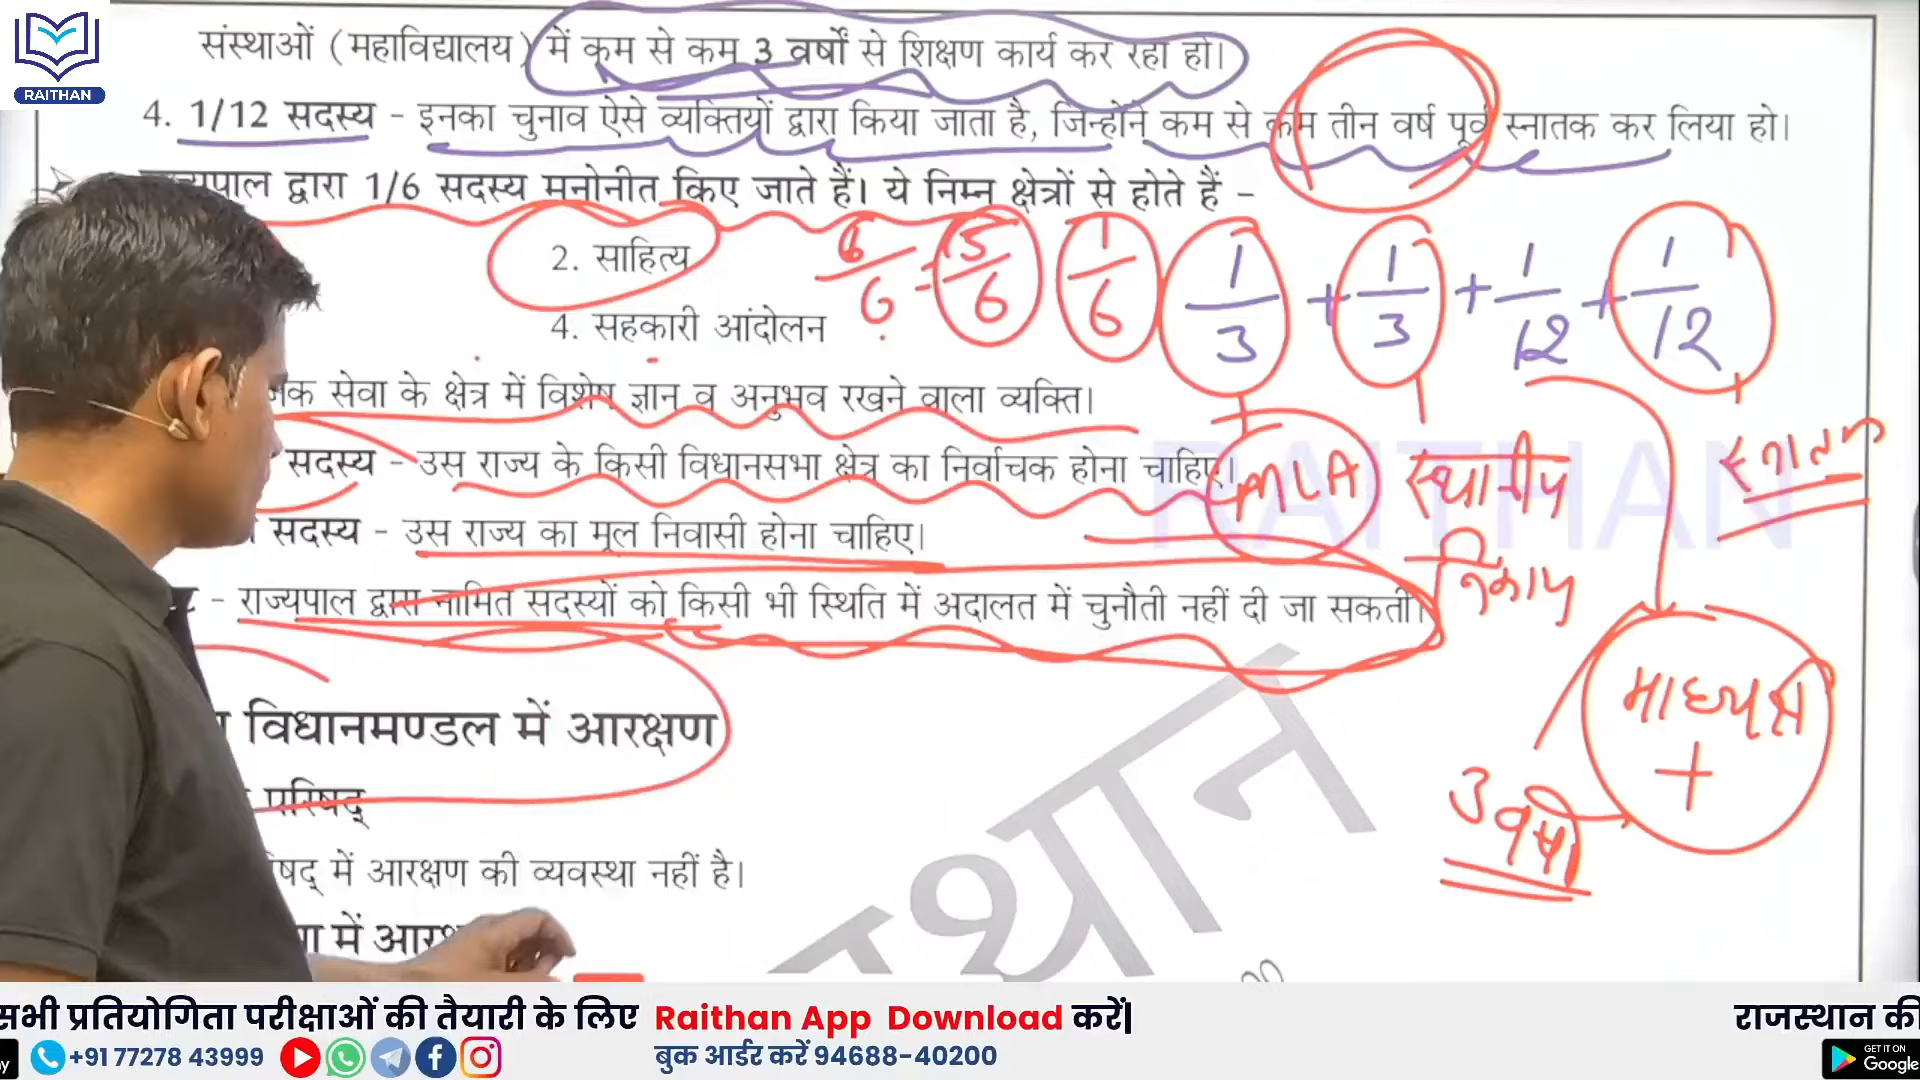 संस्थाओं (महाविद्यालय) में कम से कम 3 वर्षों से शिक्षण कार्य कर रहा हो।
RAITHAN
4. 1/12 सदस्य - इनका चुनाव ऐसे व्यक्तियों द्वारा किया जाता है, जिन्होंने कम से कम तीन वर्ष पूर्व स्नातक कर लिया हो।
द्वारा 1/6 सदस्य मनोनीत किए जाते हैं। ये निम्न क्षेत्रों से होते हैं -
2. साहित्य
6/6 = 5/6 1/6 1/3 + 1/3 + 1/12 + 1/12
4. सहकारी आंदोलन
सेवा के क्षेत्र में विशेष ज्ञान व अनुभव रखने वाला व्यक्ति।
सदस्य - उस राज्य के किसी विधानसभा क्षेत्र का निर्वाचक होना चाहिए।
MLA स्थानीय स्नातक
RAITHAN
सदस्य - उस राज्य का मूल निवासी होना चाहिए।
निकाय
- राज्यपाल द्वारा नामित सदस्यों को किसी भी स्थिति में अदालत में चुनौती नहीं दी जा सकती।
माध्यमिक
+
3 वर्ष
विधानमण्डल में आरक्षण
परिषद्
में आरक्षण की व्यवस्था नहीं है।
में
सभी प्रतियोगिता परीक्षाओं की तैयारी के लिए Raithan App Download करें|
राजस्थान की
+91 77278 43999
बुक आर्डर करें 94688-40200
GET IT ON
Google